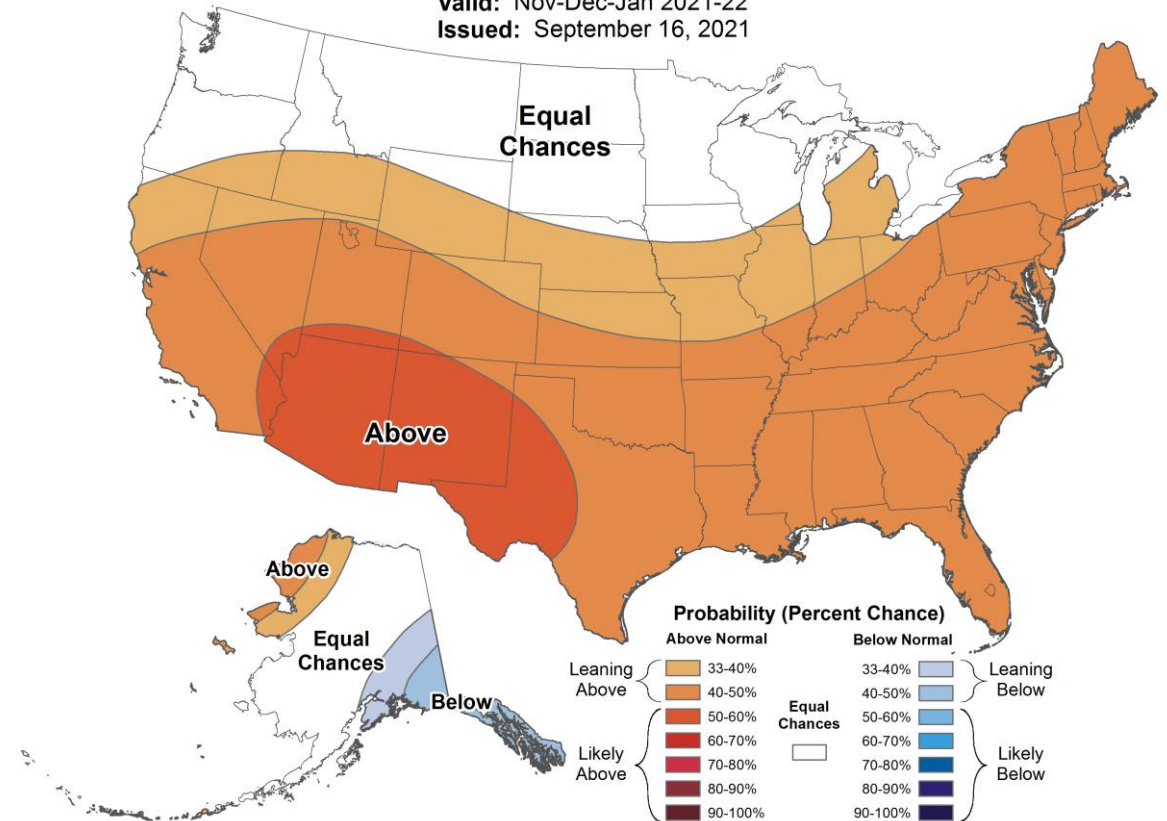 Valid: Nov-Dec-Jan 2021-22
Issued: September 16, 2021
Equal
Chances
Above
Above
Equal
Chances
Below
Probability (Percent Chance)
Above Normal
Below Normal
Leaning
Above
33-40%
40-50%
Likely
Above
50-60%
60-70%
70-80%
80-90%
90-100%
Equal
Chances
33-40%
40-50%
Leaning
Below
50-60%
60-70%
70-80%
80-90%
90-100%
Likely
Below